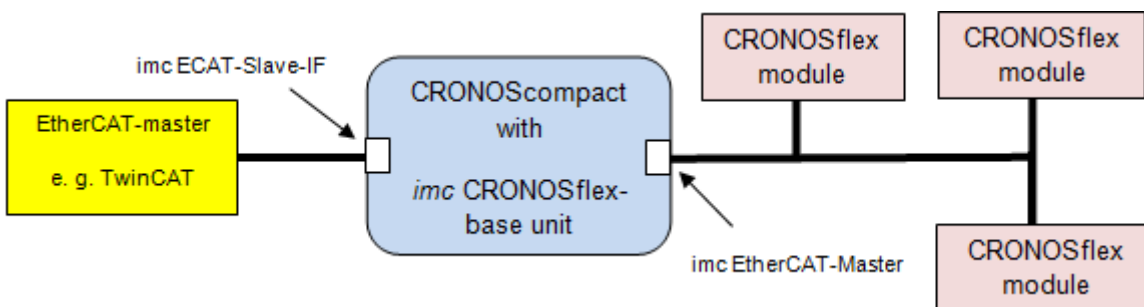 imc ECAT-Slave-IF
EtherCAT-master
e. g. TwinCAT
CRONOScompact
with
imc CRONOSflex-
base unit
CRONOSflex
module
CRONOSflex
module
imc EtherCAT-Master
CRONOSflex
module